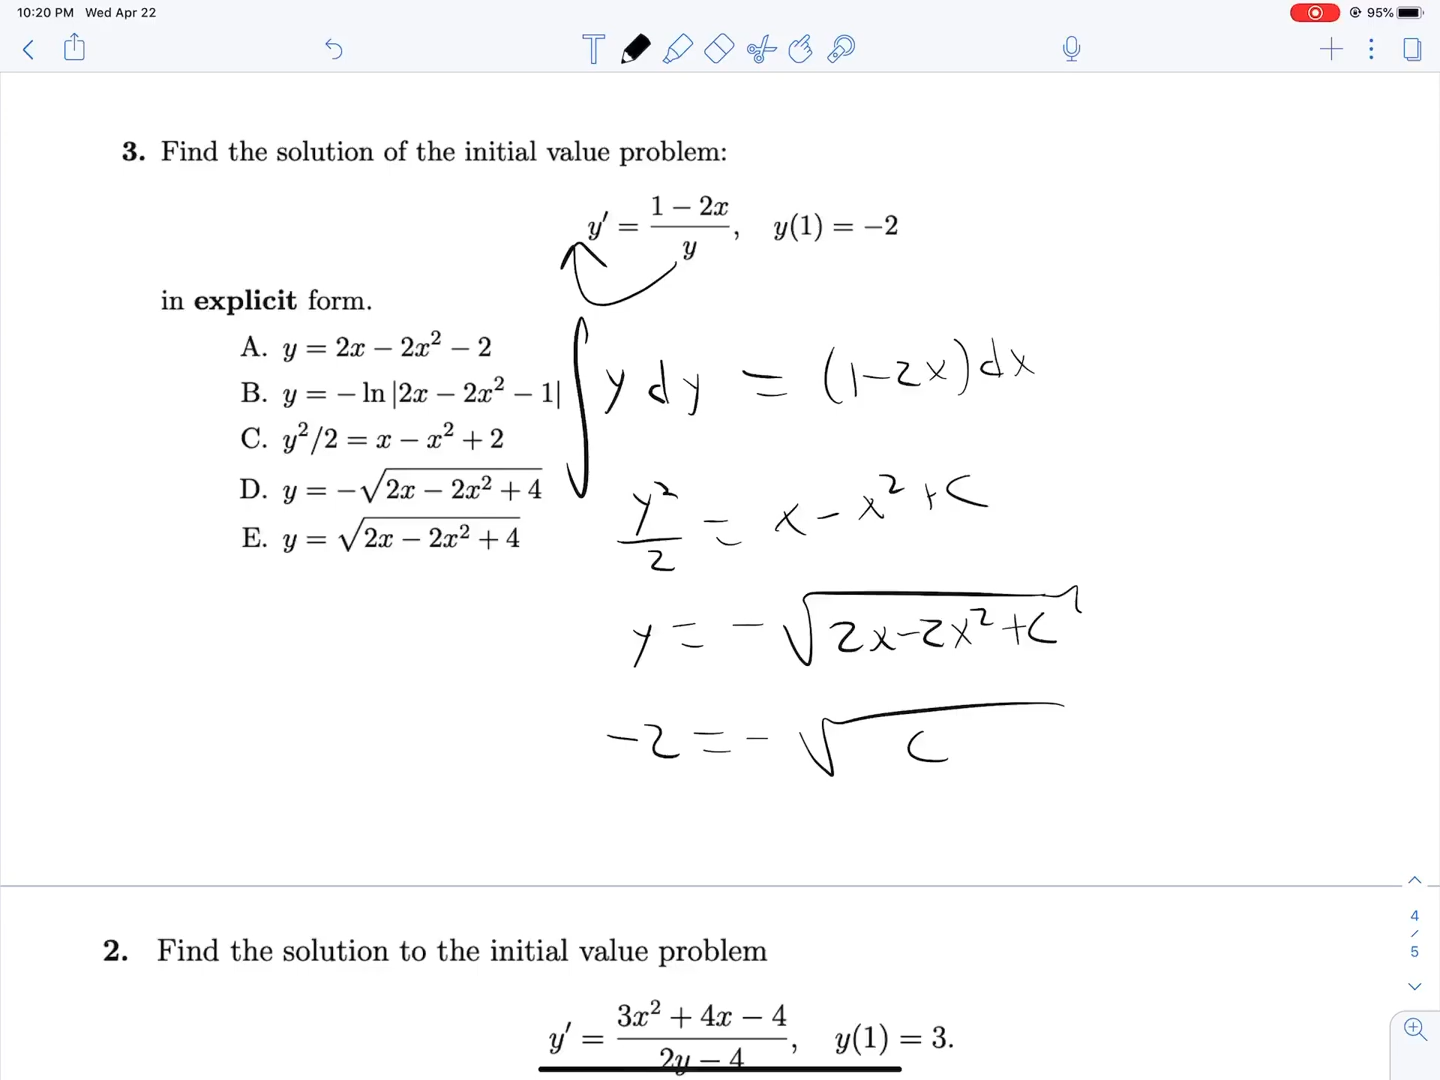 10:20 PM Wed Apr 22
95%
3. Find the solution of the initial value problem:
y′ = (1 − 2x)/y, y(1) = −2
in explicit form.
A. y = 2x − 2x² − 2
B. y = − ln |2x − 2x² − 1|
C. y²/2 = x − x² + 2
D. y = −√(2x − 2x² + 4)
E. y = √(2x − 2x² + 4)
∫ y dy = (1−2x)dx
y²/2 = x − x² + C
y = − √(2x−2x²+C)
−2 = − √C
4
/
5
2. Find the solution to the initial value problem
y′ = (3x² + 4x − 4)/(2y − 4), y(1) = 3.